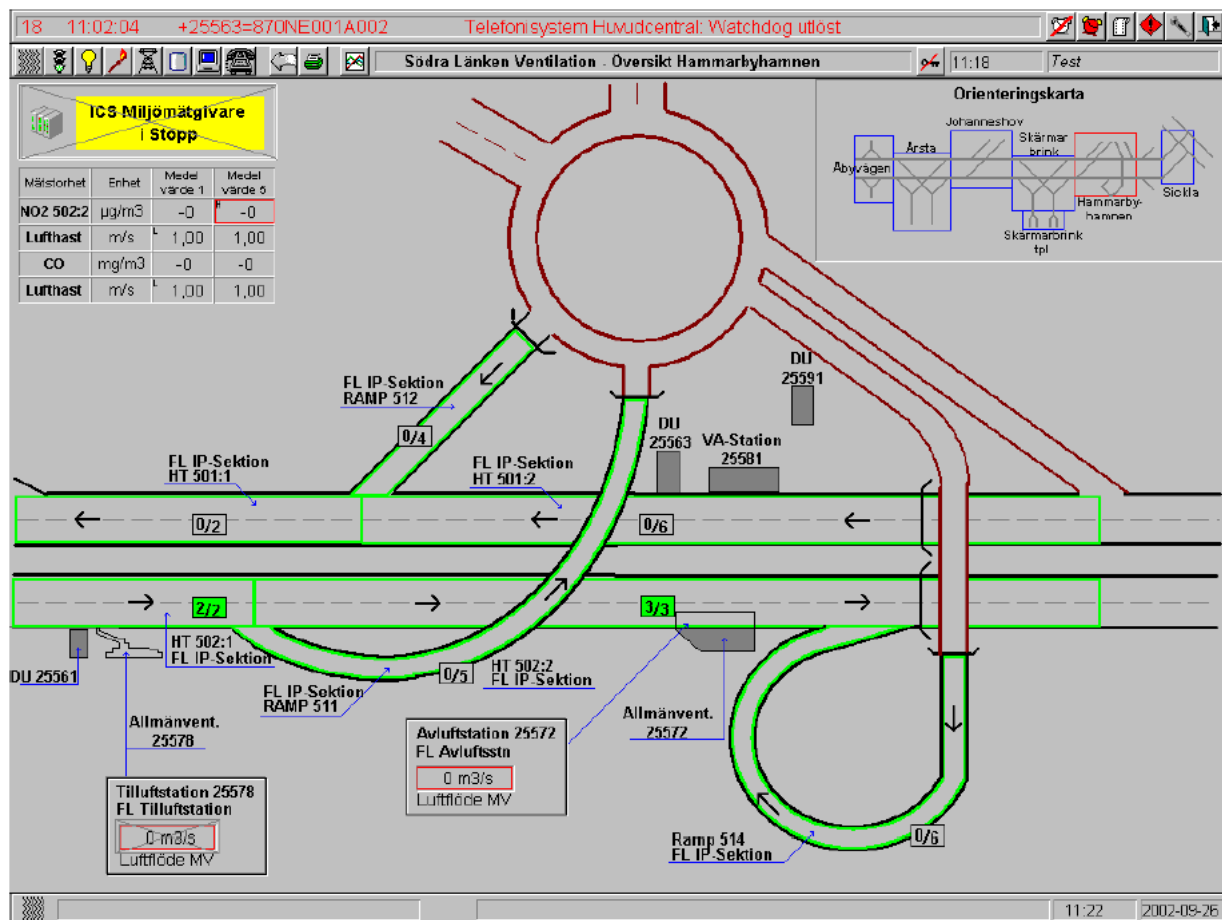 18 11:02:04 +25563=870NE001A002 Telefonisystem Huvudcentral: Watchdog utlöst
Södra Länken Ventilation - Oversikt Hammarbyhamnen
11:18
Test
ICS-Miljömätgivare
i Stopp
Mätstorhet Enhet Medel värde 1 Medel värde 5
NO2 502:2 µg/m3 -0 H -0
Lufthast m/s L 1,00 1,00
CO mg/m3 -0 -0
Lufthast m/s L 1,00 1,00
Orienteringskarta
Johanneshov
Årsta
Skärmar
brink
Åbyvägen
Hammarby-
hamnen
Sickla
Skärmarbrink
tpl
DU
25591
FL IP-Sektion
RAMP 512
0/4
DU
25563
VA-Station
25581
FL IP-Sektion
HT 501:1
FL IP-Sektion
HT 501:2
0/2
0/6
2/2
3/3
HT 502:1
FL IP-Sektion
DU 25561
FL IP-Sektion
RAMP 511
0/5
HT 502:2
FL IP-Sektion
Allmänvent.
25578
Allmänvent.
25572
Avluftstation 25572
FL Avluftsstn
0 m3/s
Luftflöde MV
Tilluftstation 25578
FL Tilluftstation
0 m3/s
Luftflöde MV
Ramp 514
FL IP-Sektion
0/6
11:22
2002-09-26